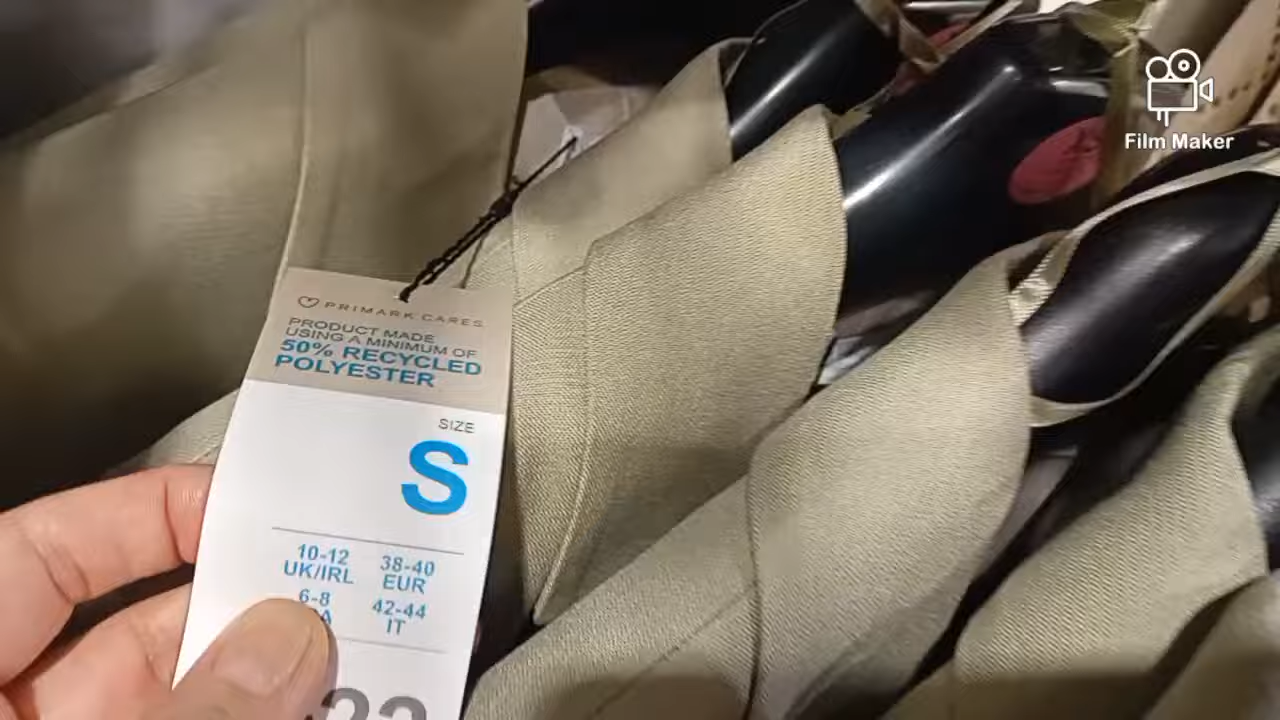 Film Maker
PRIMARK CARES
PRODUCT MADE
USING A MINIMUM OF
50% RECYCLED
POLYESTER
SIZE
S
10-12 38-40
UK/IRL EUR
6-8 42-44
IT